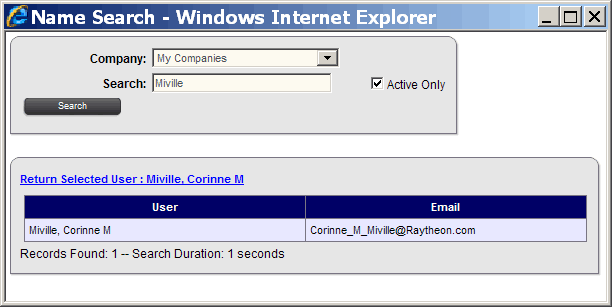 Name Search - Windows Internet Explorer
Company: My Companies
Search: Miville Active Only
Search
Return Selected User : Miville, Corinne M
User Email
Miville, Corinne M Corinne_M_Miville@Raytheon.com
Records Found: 1 -- Search Duration: 1 seconds